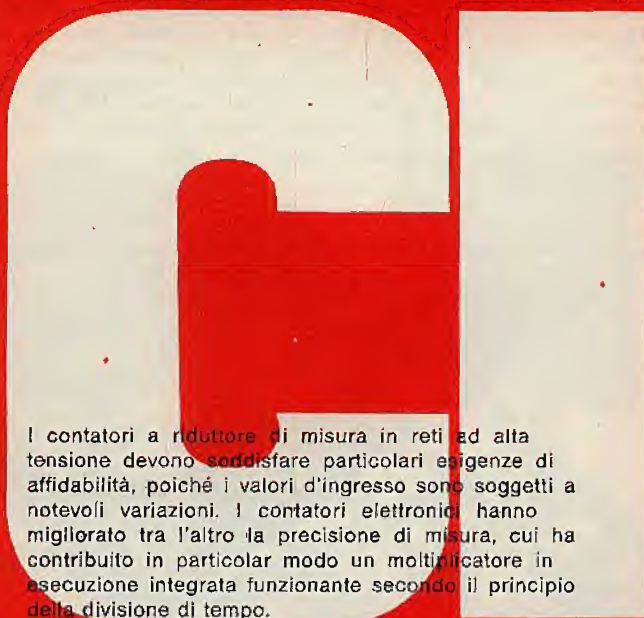 CI
I contatori a riduttore di misura in reti ad alta
tensione devono soddisfare particolari esigenze di
affidabilità, poiché i valori d'ingresso sono soggetti a
notevoli variazioni. I contatori elettronici hanno
migliorato tra l'altro la precisione di misura, cui ha
contribuito in particolar modo un moltiplicatore in
esecuzione integrata funzionante secondo il principio
della divisione di tempo.